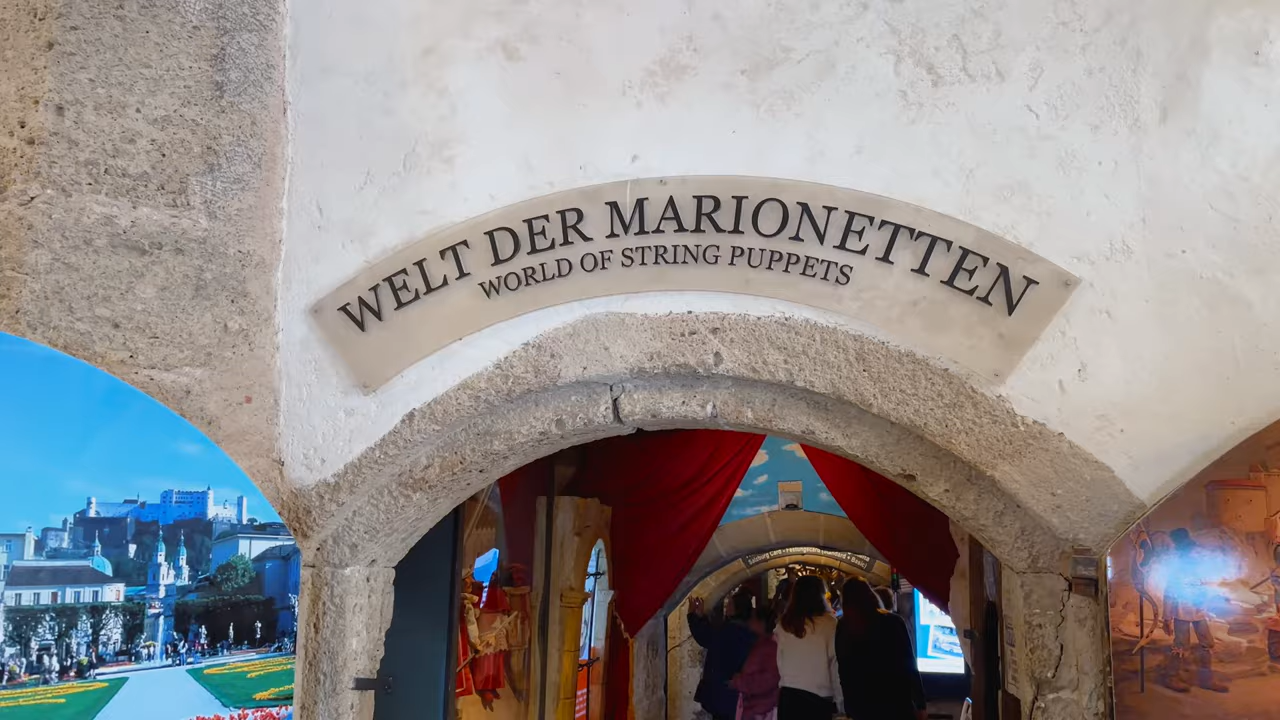 WELT DER MARIONETTEN
WORLD OF STRING PUPPETS